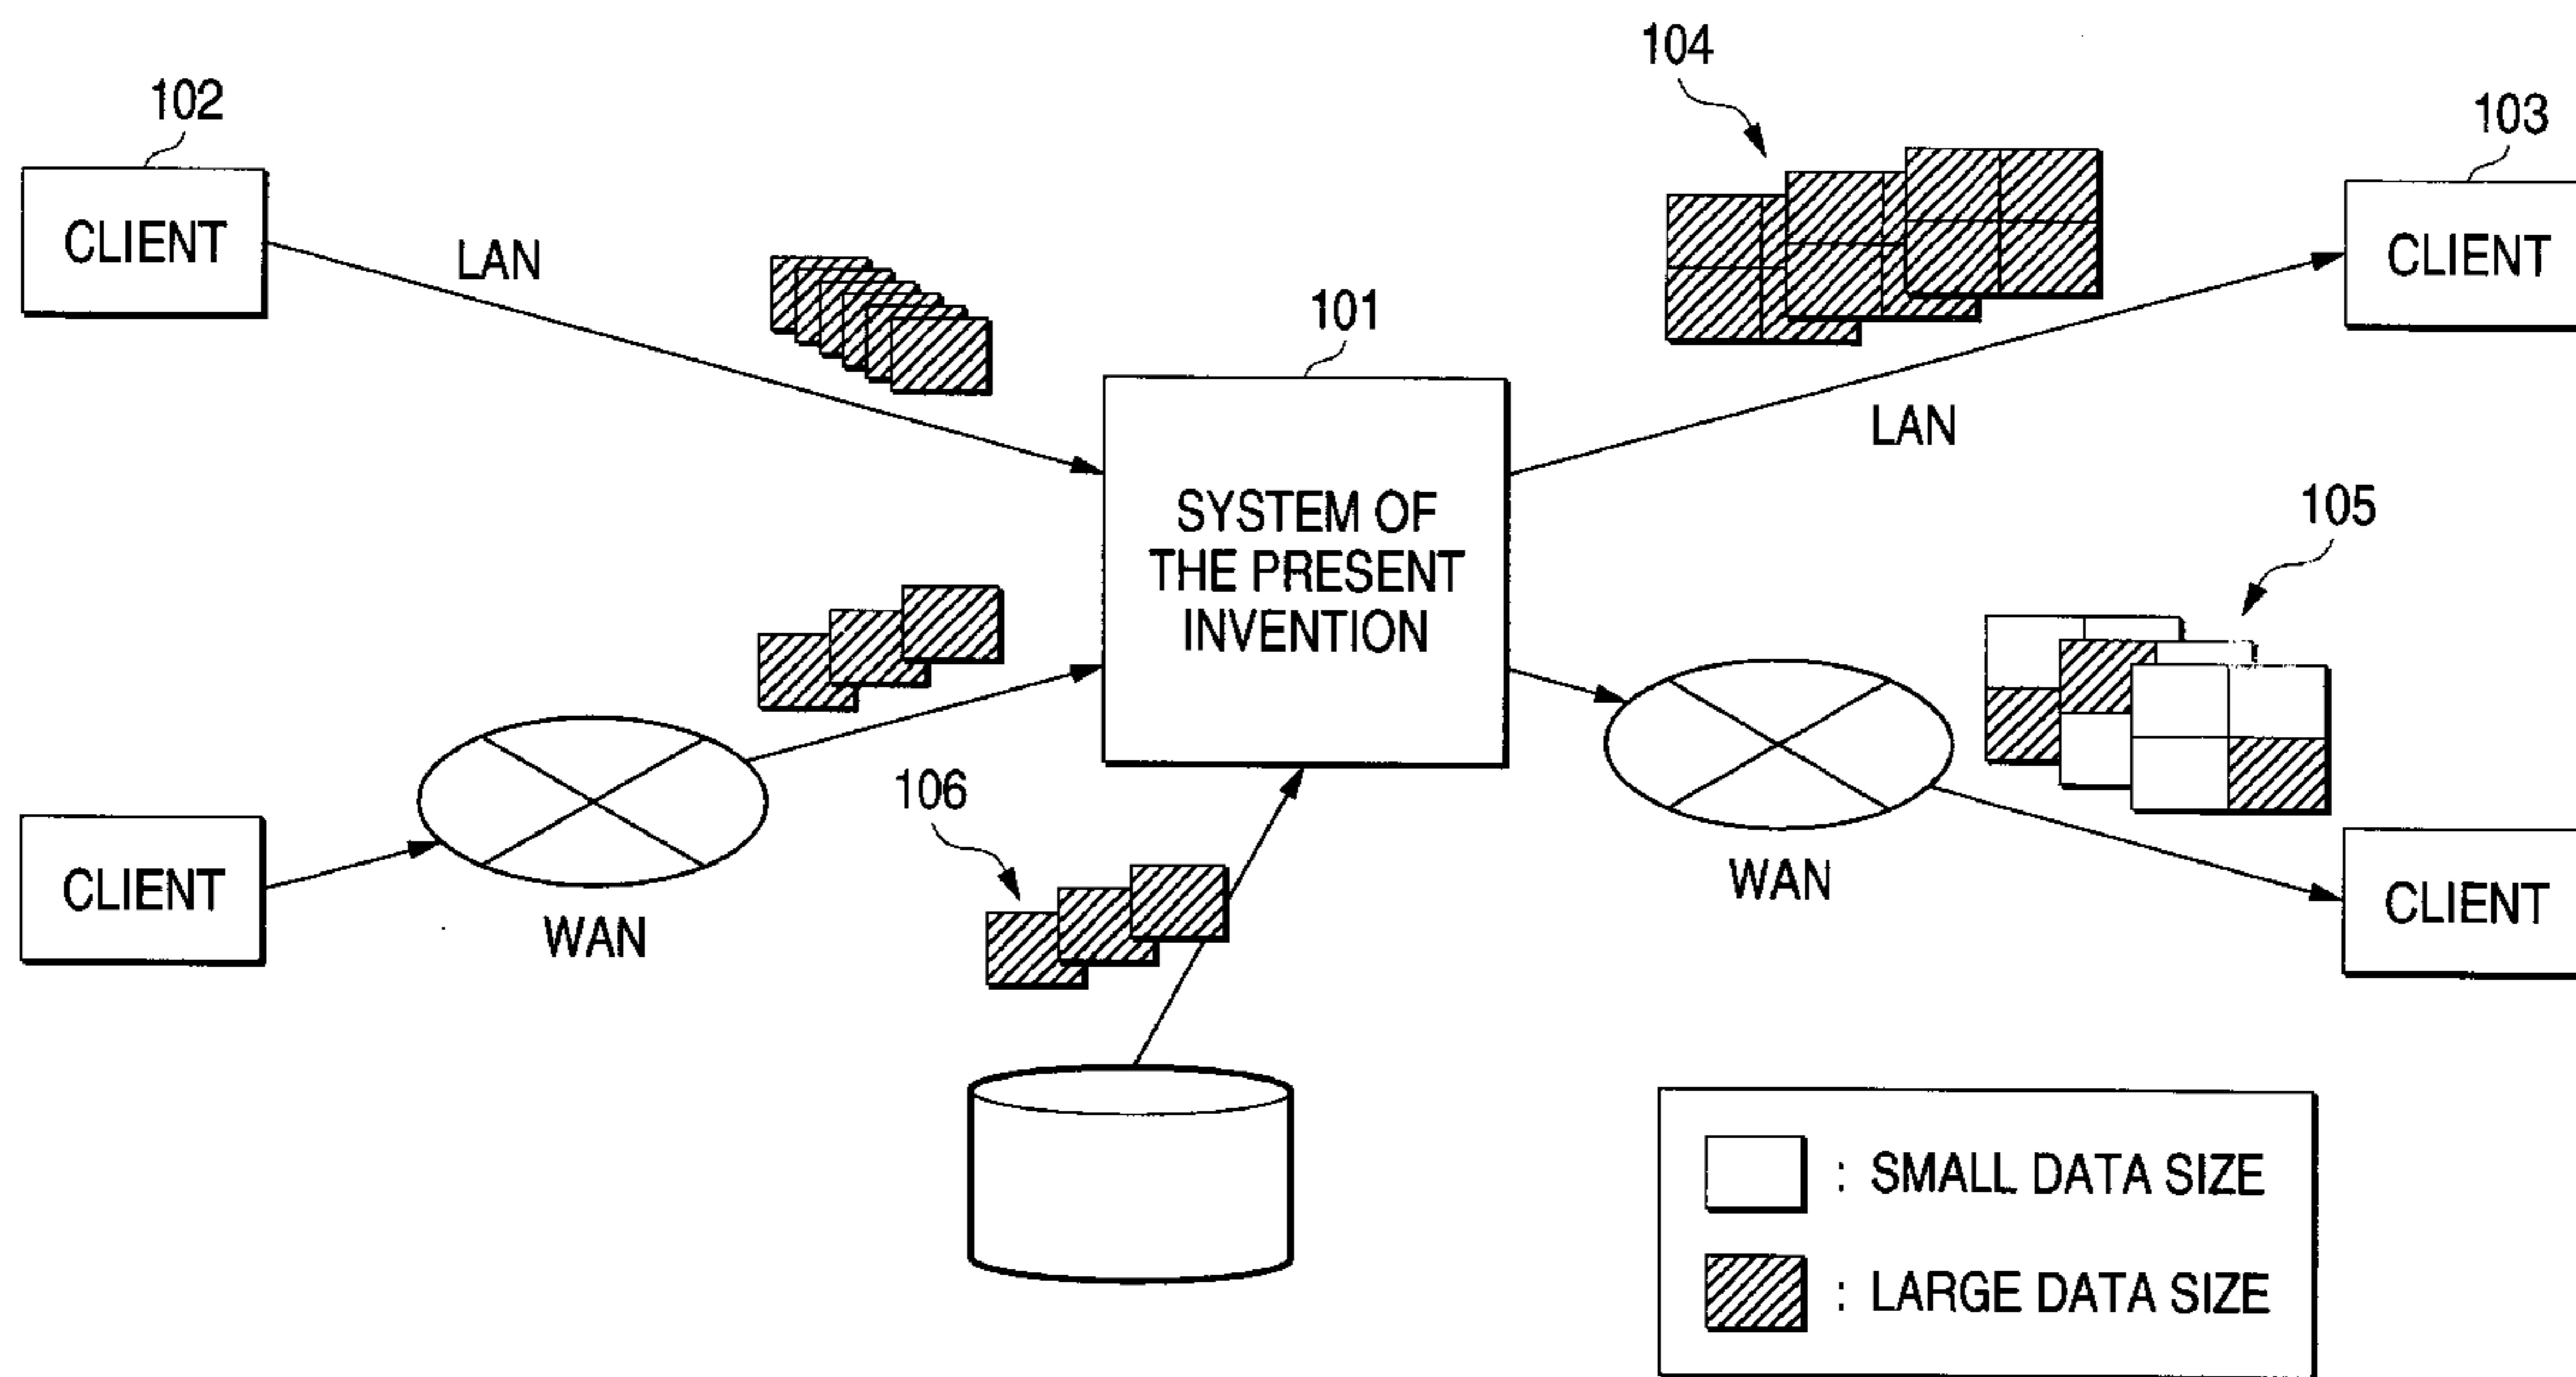 104
102
103
CLIENT
LAN
CLIENT
101
LAN
SYSTEM OF
THE PRESENT
INVENTION
105
106
CLIENT
WAN
WAN
CLIENT
: SMALL DATA SIZE
: LARGE DATA SIZE